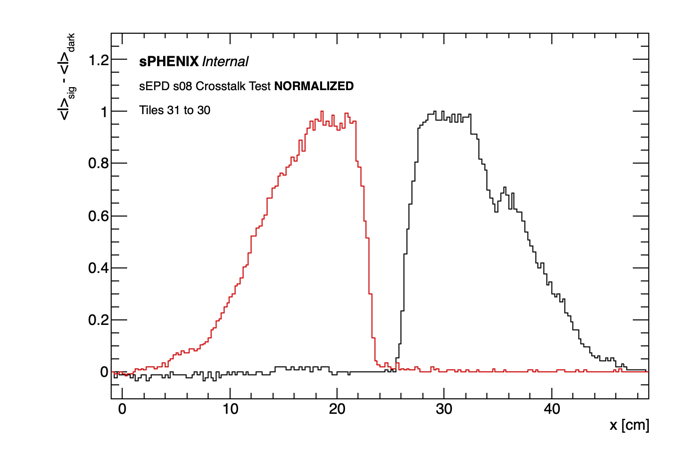 <I>sig - <I>dark
sPHENIX Internal
sEPD s08 Crosstalk Test NORMALIZED
Tiles 31 to 30
1.2
1
0.8
0.6
0.4
0.2
0
0 10 20 30 40
x [cm]